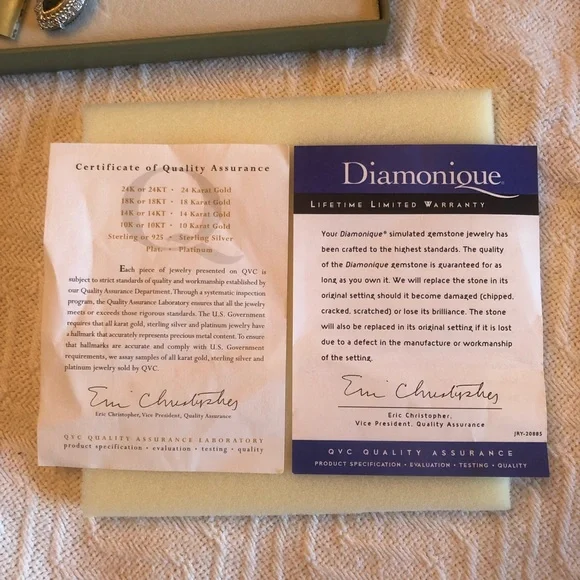 Certificate of Quality Assurance
24K or 24KT • 24 Karat Gold
18K or 18KT • 18 Karat Gold
14K or 14KT • 14 Karat Gold
10K or 10KT • 10 Karat Gold
Sterling or 925 • Sterling Silver
Plat. • Platinum
Each piece of jewelry presented on QVC is
subject to strict standards of quality and workmanship established by
our Quality Assurance Department. Through a systematic inspection
program, the Quality Assurance Laboratory ensures that all the jewelry
meets or exceeds those rigorous standards. The U.S. Government
requires that all karat gold, sterling silver and platinum jewelry have
a hallmark that accurately represents precious metal content. To ensure
that hallmarks are accurate and comply with U.S. Government
requirements, we assay samples of all karat gold, sterling silver and
platinum jewelry sold by QVC.
Eric Christopher
Eric Christopher, Vice President, Quality Assurance
QVC QUALITY ASSURANCE LABORATORY
product specification • evaluation • testing • quality
Diamonique®
LIFETIME LIMITED WARRANTY
Your Diamonique® simulated gemstone jewelry has
been crafted to the highest standards. The quality
of the Diamonique gemstone is guaranteed for as
long as you own it. We will replace the stone in its
original setting should it become damaged (chipped,
cracked, scratched) or lose its brilliance. The stone
will also be replaced in its original setting if it is lost
due to a defect in the manufacture or workmanship
of the setting.
Eric Christopher
Eric Christopher,
Vice President, Quality Assurance
JRY-20885
QVC QUALITY ASSURANCE
PRODUCT SPECIFICATION • EVALUATION • TESTING • QUALITY